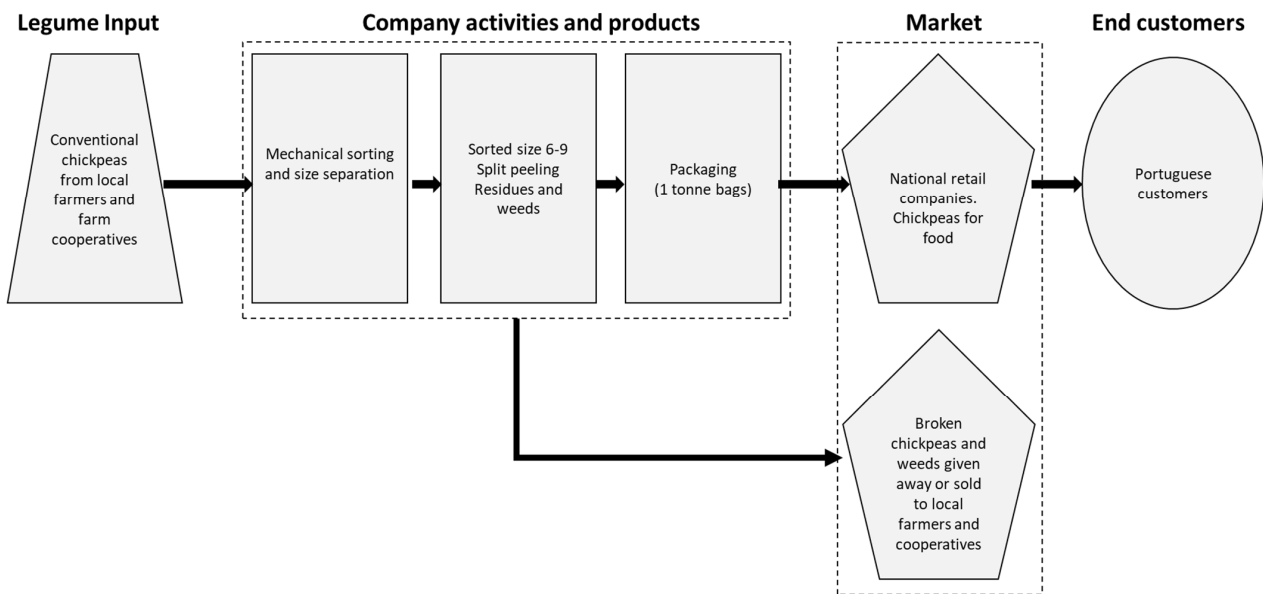 Legume Input
Company activities and products
Market
End customers
Conventional
chickpeas
from local
farmers and
farm
cooperatives
Mechanical sorting
and size separation
Sorted size 6-9
Split peeling
Residues and
weeds
Packaging
(1 tonne bags)
National retail
companies.
Chickpeas for
food
Portuguese
customers
Broken
chickpeas and
weeds given
away or sold
to local
farmers and
cooperatives